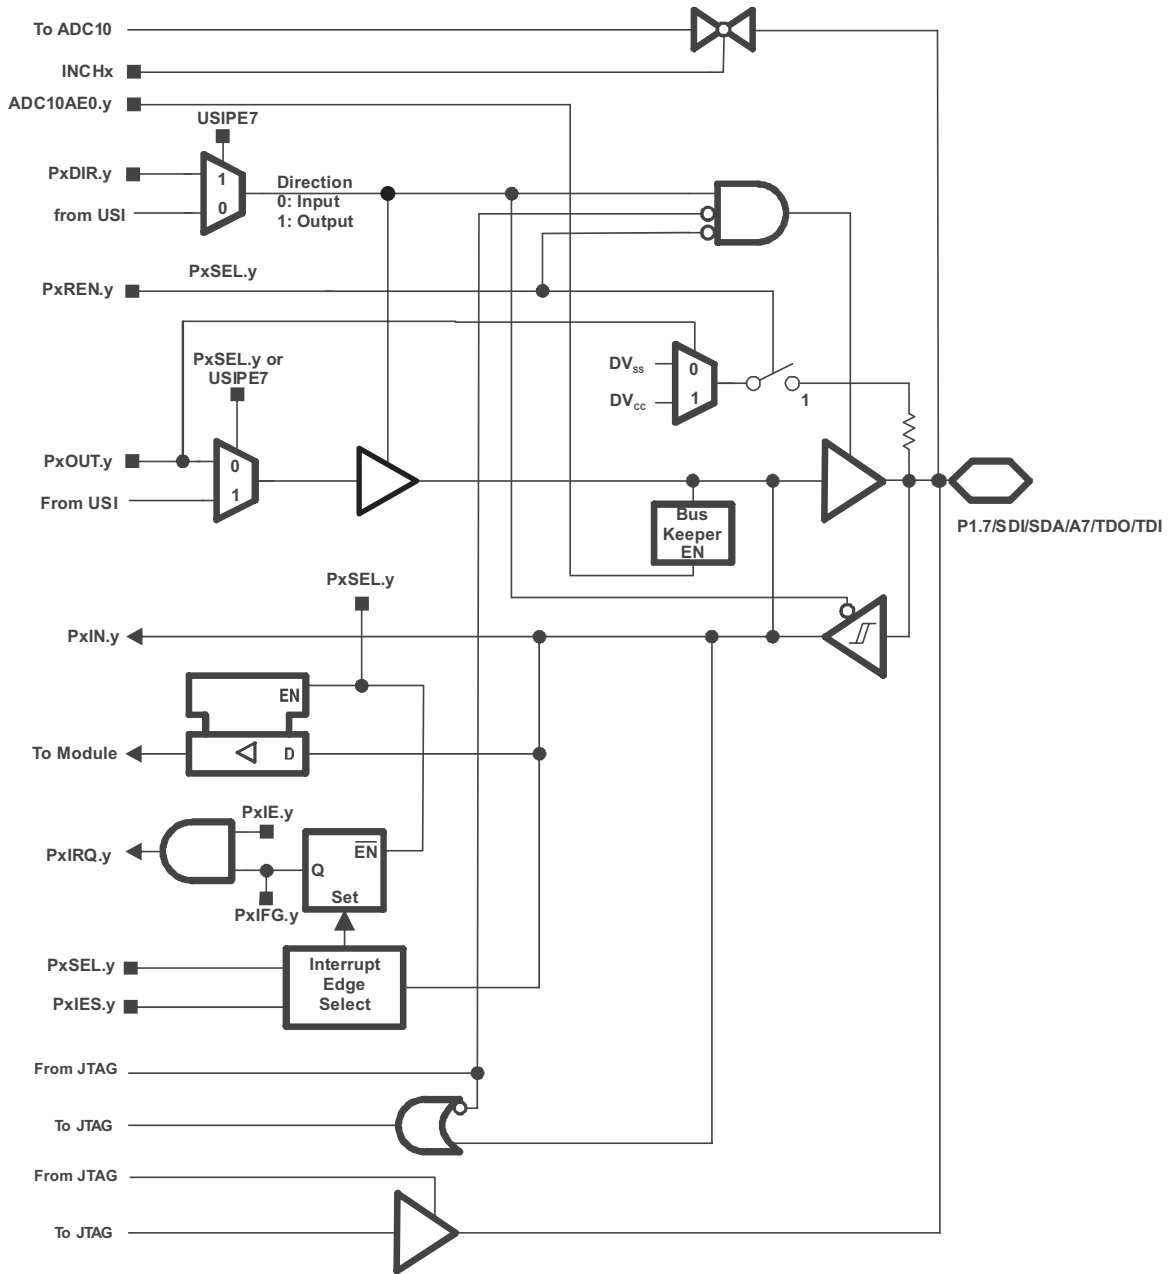 To ADC10
INCHx
ADC10AE0.y
USIPE7
PxDIR.y
1
from USI
0
Direction
0: Input
1: Output
PxSEL.y
PxREN.y
PxSEL.y or
USIPE7
DVss
0
DVcc
1
1
PxOUT.y
0
From USI
1
Bus
Keeper
EN
P1.7/SDI/SDA/A7/TDO/TDI
PxSEL.y
PxIN.y
EN
To Module
D
PxIE.y
PxIRQ.y
EN
Q
Set
PxIFG.y
PxSEL.y
PxIES.y
Interrupt
Edge
Select
From JTAG
To JTAG
From JTAG
To JTAG